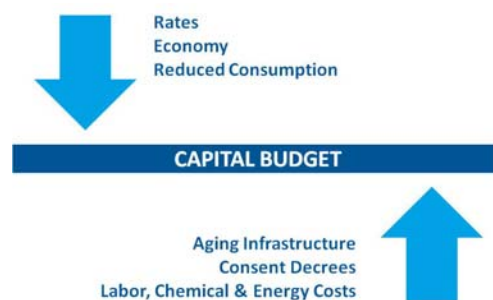 Rates
Economy
Reduced Consumption
CAPITAL BUDGET
Aging Infrastructure
Consent Decrees
Labor, Chemical & Energy Costs